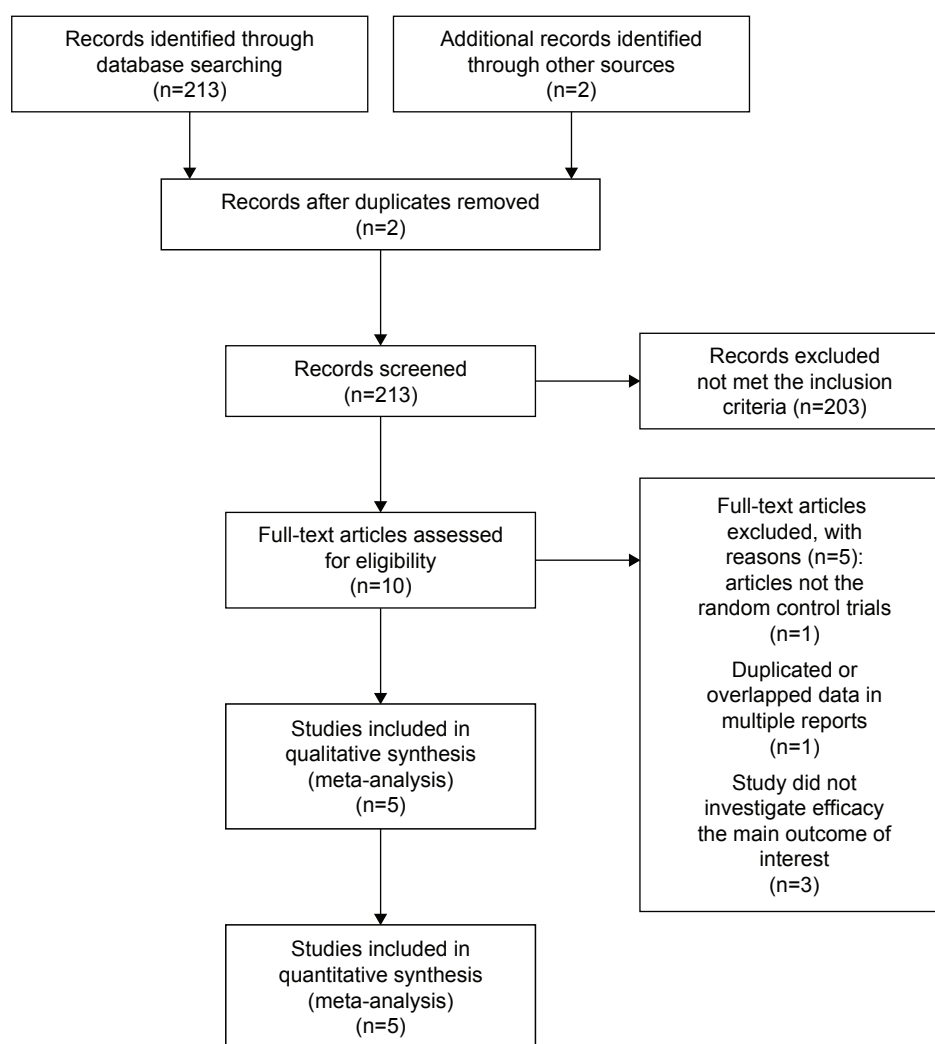 Records identified through
database searching
(n=213)
Additional records identified
through other sources
(n=2)
Records after duplicates removed
(n=2)
Records screened
(n=213)
Records excluded
not met the inclusion
criteria (n=203)
Full-text articles assessed
for eligibility
(n=10)
Full-text articles
excluded, with
reasons (n=5):
articles not the
random control trials
(n=1)
Duplicated or
overlapped data in
multiple reports
(n=1)
Study did not
investigate efficacy
the main outcome of
interest
(n=3)
Studies included in
qualitative synthesis
(meta-analysis)
(n=5)
Studies included in
quantitative synthesis
(meta-analysis)
(n=5)